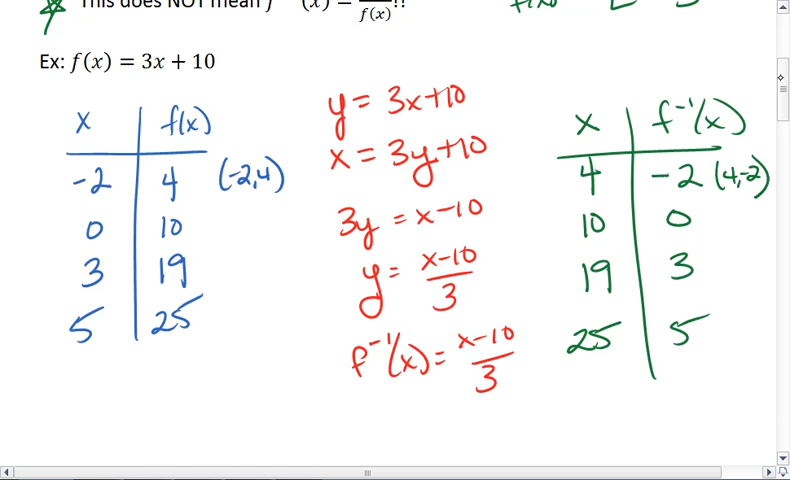 This does NOT mean f⁻¹(x) = 1/f(x)!!
Ex: f(x) = 3x + 10
x f(x)
-2 4 (-2,4)
0 10
3 19
5 25
y = 3x+10
x = 3y+10
3y = x-10
y = x-10/3
f⁻¹(x) = x-10/3
x f⁻¹(x)
4 -2 (4,-2)
10 0
19 3
25 5